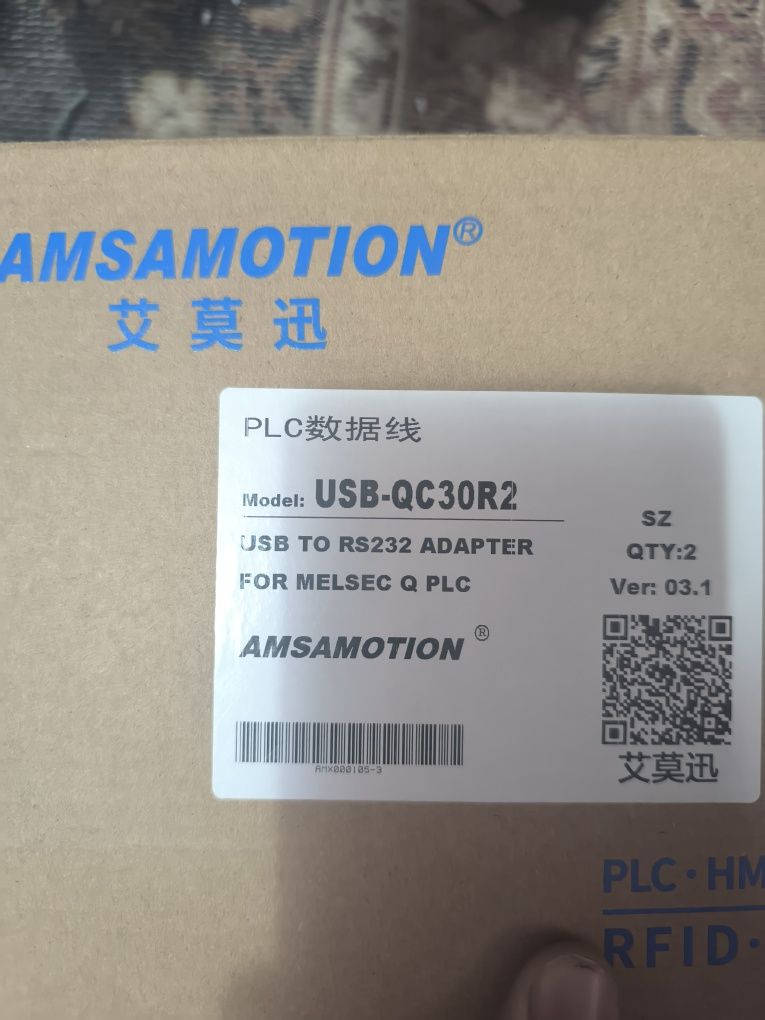 AMSAMOTION®
艾莫迅
PLC数据线
Model: USB-QC30R2
USB TO RS232 ADAPTER
FOR MELSEC Q PLC
SZ
QTY:2
Ver: 03.1
AMSAMOTION®
AMX000105-3
艾莫迅
PLC·HM
RFID·